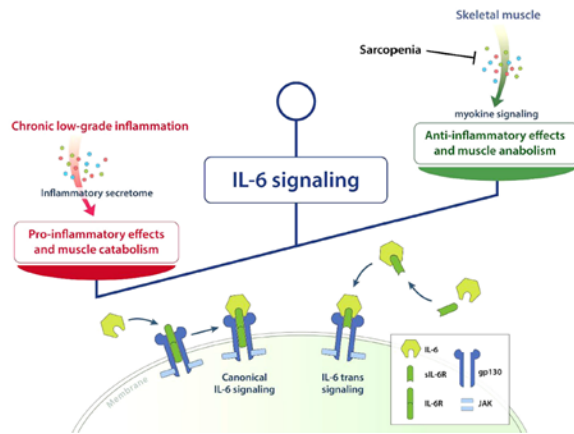 Skeletal muscle
Sarcopenia
myokine signaling
Anti-inflammatory effects
and muscle anabolism
Chronic low-grade inflammation
Inflammatory secretome
Pro-inflammatory effects
and muscle catabolism
IL-6 signaling
Membrane
Canonical
IL-6 signaling
IL-6 trans
signaling
IL-6
sIL-6R
gp130
IL-6R
JAK